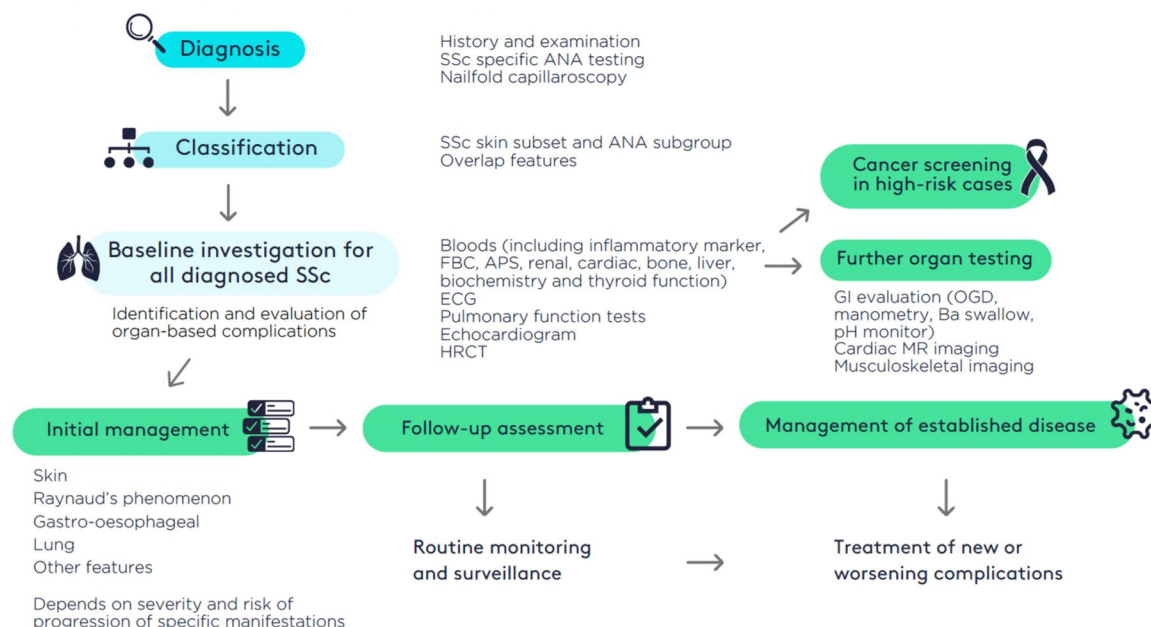 Diagnosis
History and examination
SSc specific ANA testing
Nailfold capillaroscopy
Classification
SSc skin subset and ANA subgroup
Overlap features
Cancer screening
in high-risk cases
Baseline investigation for
all diagnosed SSc
Identification and evaluation of
organ-based complications
Bloods (including inflammatory marker,
FBC, APS, renal, cardiac, bone, liver,
biochemistry and thyroid function)
ECG
Pulmonary function tests
Echocardiogram
HRCT
Further organ testing
GI evaluation (OGD,
manometry, Ba swallow,
pH monitor)
Cardiac MR imaging
Musculoskeletal imaging
Initial management
Skin
Raynaud's phenomenon
Gastro-oesophageal
Lung
Other features
Depends on severity and risk of
progression of specific manifestations
Follow-up assessment
Routine monitoring
and surveillance
Management of established disease
Treatment of new or
worsening complications